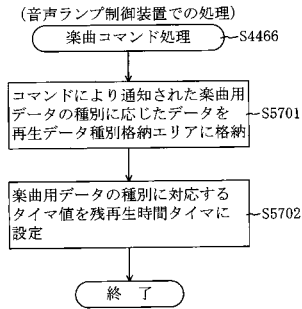 (音声ランプ制御装置での処理)
楽曲コマンド処理
S4466
コマンドにより通知された楽曲用
データの種別に応じたデータを
再生データ種別格納エリアに格納
S5701
楽曲用データの種別に対応する
タイマ値を残再生時間タイマに
設定
S5702
終 了